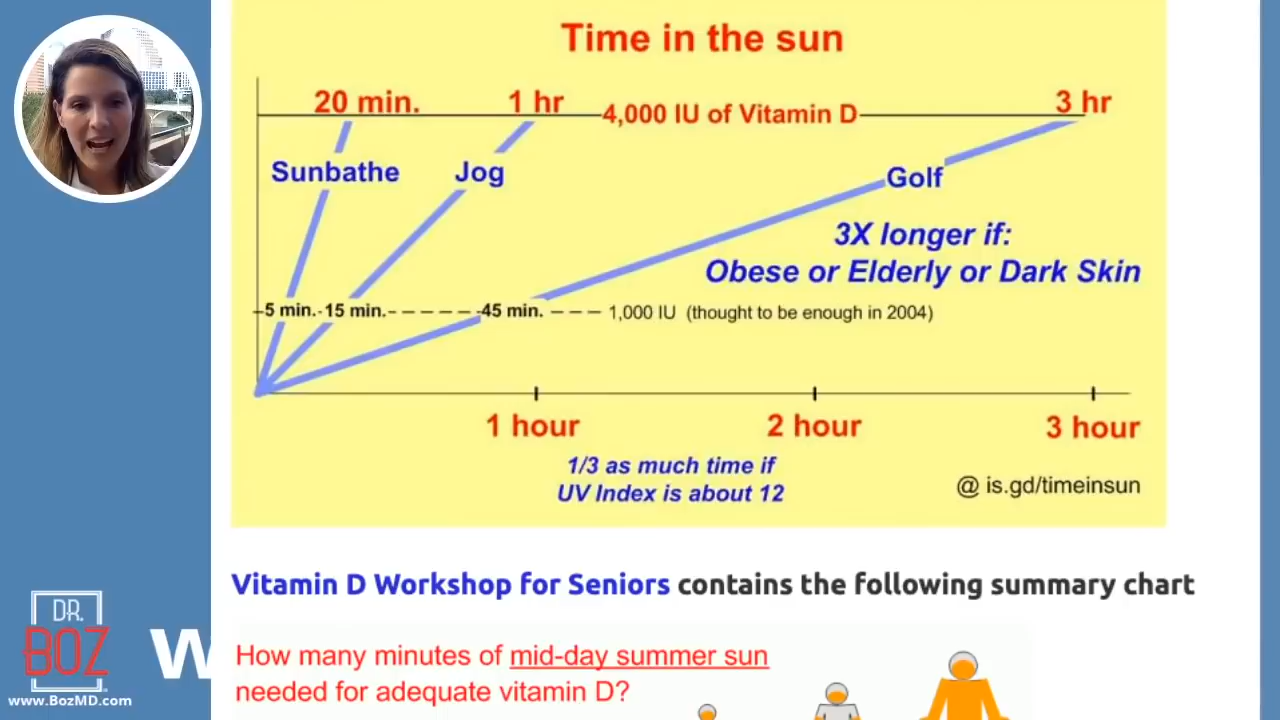 Time in the sun
20 min. 1 hr 4,000 IU of Vitamin D 3 hr
Sunbathe Jog Golf
3X longer if:
Obese or Elderly or Dark Skin
5 min. 15 min. 45 min. 1,000 IU (thought to be enough in 2004)
1 hour 2 hour 3 hour
1/3 as much time if
UV Index is about 12
@ is.gd/timeinsun
Vitamin D Workshop for Seniors contains the following summary chart
How many minutes of mid-day summer sun
needed for adequate vitamin D?
DR.
BOZ
W
www.BozMD.com